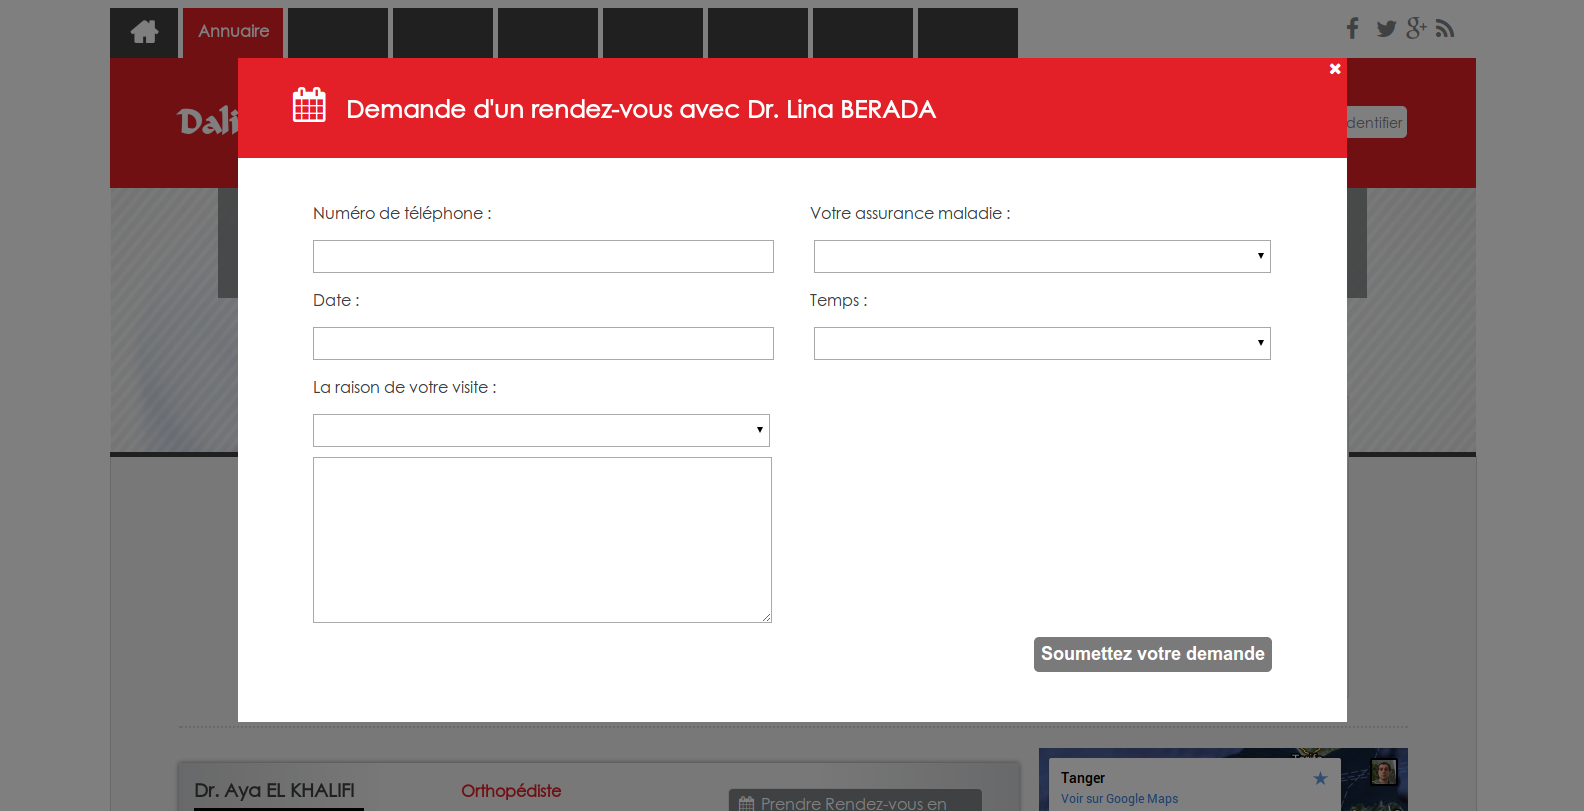 Annuaire
Demande d'un rendez-vous avec Dr. Lina BERADA
Dali
dentifier
Numéro de téléphone :
Votre assurance maladie :
Date :
Temps :
La raison de votre visite :
Soumettez votre demande
Dr. Aya EL KHALIFI
Orthopédiste
Prendre Rendez-vous en
Tanger
Voir sur Google Maps